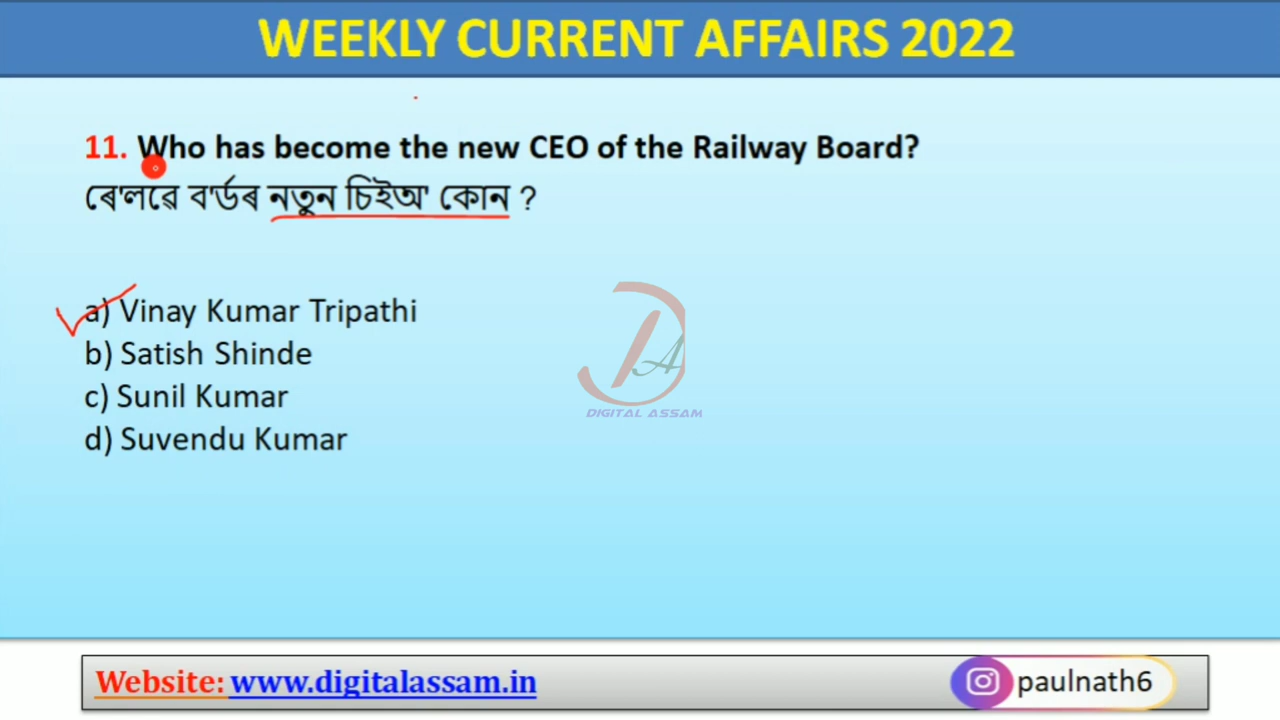 WEEKLY CURRENT AFFAIRS 2022
11. Who has become the new CEO of the Railway Board?
ৰে'লৱে ব'ৰ্ডৰ নতুন চিইঅ' কোন ?
a) Vinay Kumar Tripathi
b) Satish Shinde
c) Sunil Kumar
d) Suvendu Kumar
DA
DIGITAL ASSAM
Website: www.digitalassam.in
paulnath6